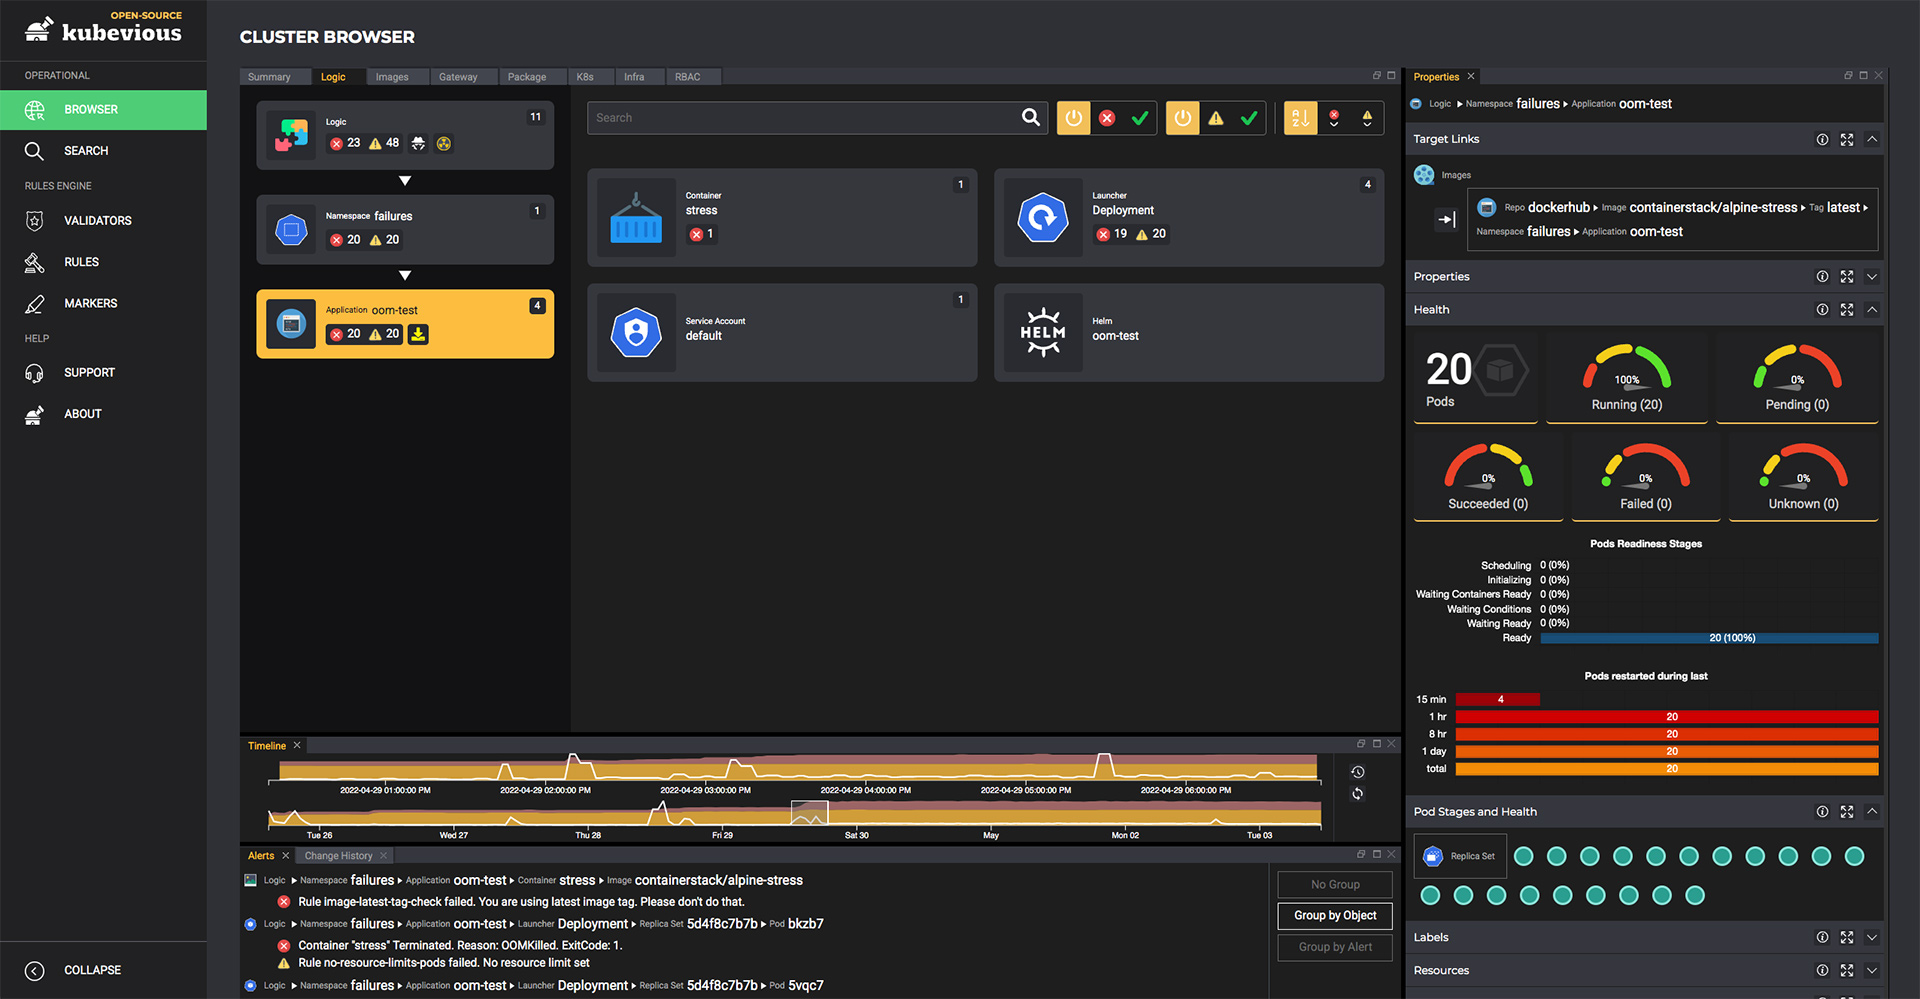 OPEN-SOURCE
kubevious
OPERATIONAL
BROWSER
SEARCH
RULES ENGINE
VALIDATORS
RULES
MARKERS
HELP
SUPPORT
ABOUT
COLLAPSE
CLUSTER BROWSER
Summary Logic Images Gateway Package K8s Infra RBAC
Logic 11
23 48
Namespace failures 1
20 20
Application oom-test 4
20 20
Search
A Z
Container 1
stress
1
Launcher 4
Deployment
19 20
Service Account 1
default
HELM
Helm
oom-test
Timeline
2022-04-29 01:00:00 PM 2022-04-29 02:00:00 PM 2022-04-29 03:00:00 PM 2022-04-29 04:00:00 PM 2022-04-29 05:00:00 PM 2022-04-29 06:00:00 PM
Tue 26 Wed 27 Thu 28 Fri 29 Sat 30 May Mon 02 Tue 03
Alerts Change History
Logic Namespace failures Application oom-test Container stress Image containerstack/alpine-stress
Rule image-latest-tag-check failed. You are using latest image tag. Please don't do that.
Logic Namespace failures Application oom-test Launcher Deployment Replica Set 5d4f8c7b7b Pod bkzb7
Container "stress" Terminated. Reason: OOMKilled. ExitCode: 1.
Rule no-resource-limits-pods failed. No resource limit set
Logic Namespace failures Application oom-test Launcher Deployment Replica Set 5d4f8c7b7b Pod 5vqc7
No Group
Group by Object
Group by Alert
Properties
Logic Namespace failures Application oom-test
Target Links
Images
Repo dockerhub Image containerstack/alpine-stress Tag latest
Namespace failures Application oom-test
Properties
Health
20
Pods
100%
Running (20)
0%
Pending (0)
0%
Succeeded (0)
0%
Failed (0)
0%
Unknown (0)
Pods Readiness Stages
Scheduling 0 (0%)
Initializing 0 (0%)
Waiting Containers Ready 0 (0%)
Waiting Conditions 0 (0%)
Waiting Ready 0 (0%)
Ready 20 (100%)
Pods restarted during last
15 min 4
1 hr 20
8 hr 20
1 day 20
total 20
Pod Stages and Health
Replica Set
Labels
Resources